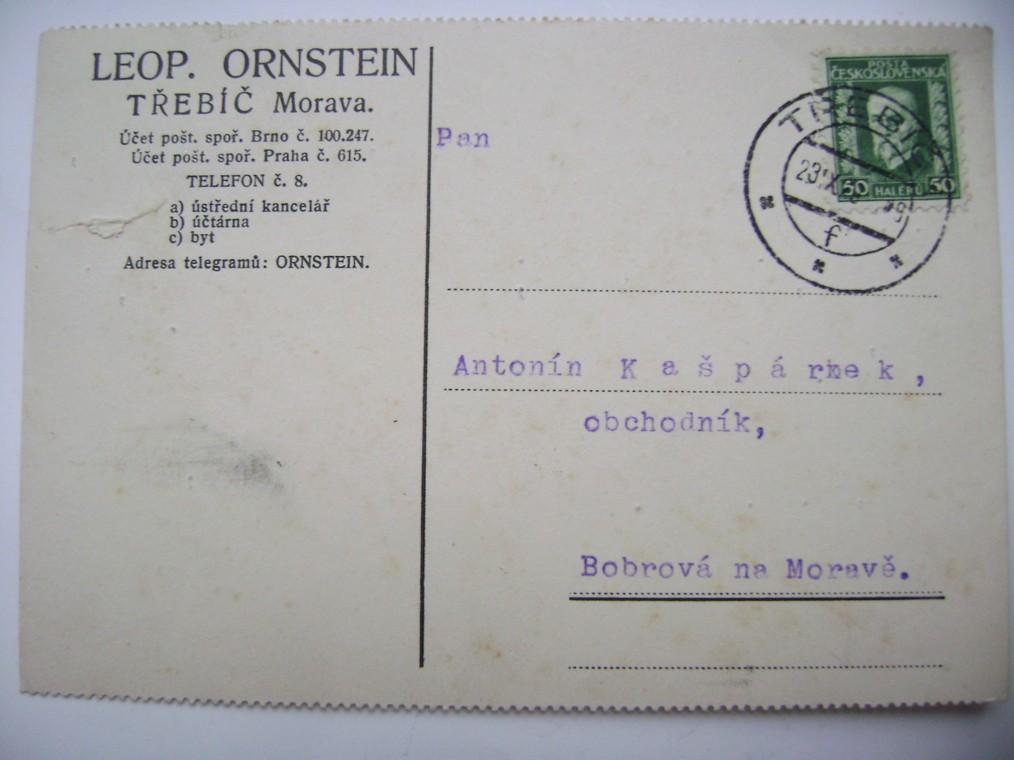 LEOP. ORNSTEIN
TŘEBÍČ Morava.
Účet pošt. spoř. Brno č. 100.247.
Účet pošt. spoř. Praha č. 615.
TELEFON č. 8.
a) ústřední kancelář
b) účtárna
c) byt
Adresa telegramů: ORNSTEIN.
POŠTA
ČESKOSLOVENSKÁ
50 HALÉŘŮ 50
Pan
Antonín Kašpárek,
obchodník,
Bobrová na Moravě.